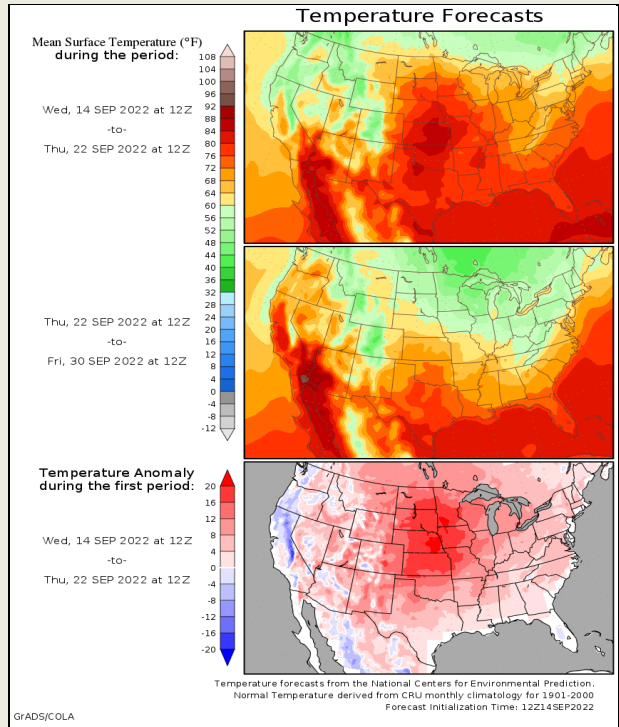 Temperature Forecasts
Mean Surface Temperature (°F)
during the period:
Wed, 14 SEP 2022 at 12Z
-to-
Thu, 22 SEP 2022 at 12Z
108
104
100
96
92
88
84
80
76
72
68
64
60
56
52
48
44
36
32
28
24
20
16
12
8
4
0
-4
-8
-12
Thu, 22 SEP 2022 at 12Z
-to-
Fri, 30 SEP 2022 at 12Z
Temperature Anomaly
during the first period:
Wed, 14 SEP 2022 at 12Z
-to-
Thu, 22 SEP 2022 at 12Z
20
16
12
8
4
0
-4
-8
-12
-16
-20
Temperature forecasts from the National Centers for Environmental Prediction.
Normal Temperature derived from CRU monthly climatology for 1901-2000
Forecast Initialization Time: 12Z14SEP2022
GrADS/COLA